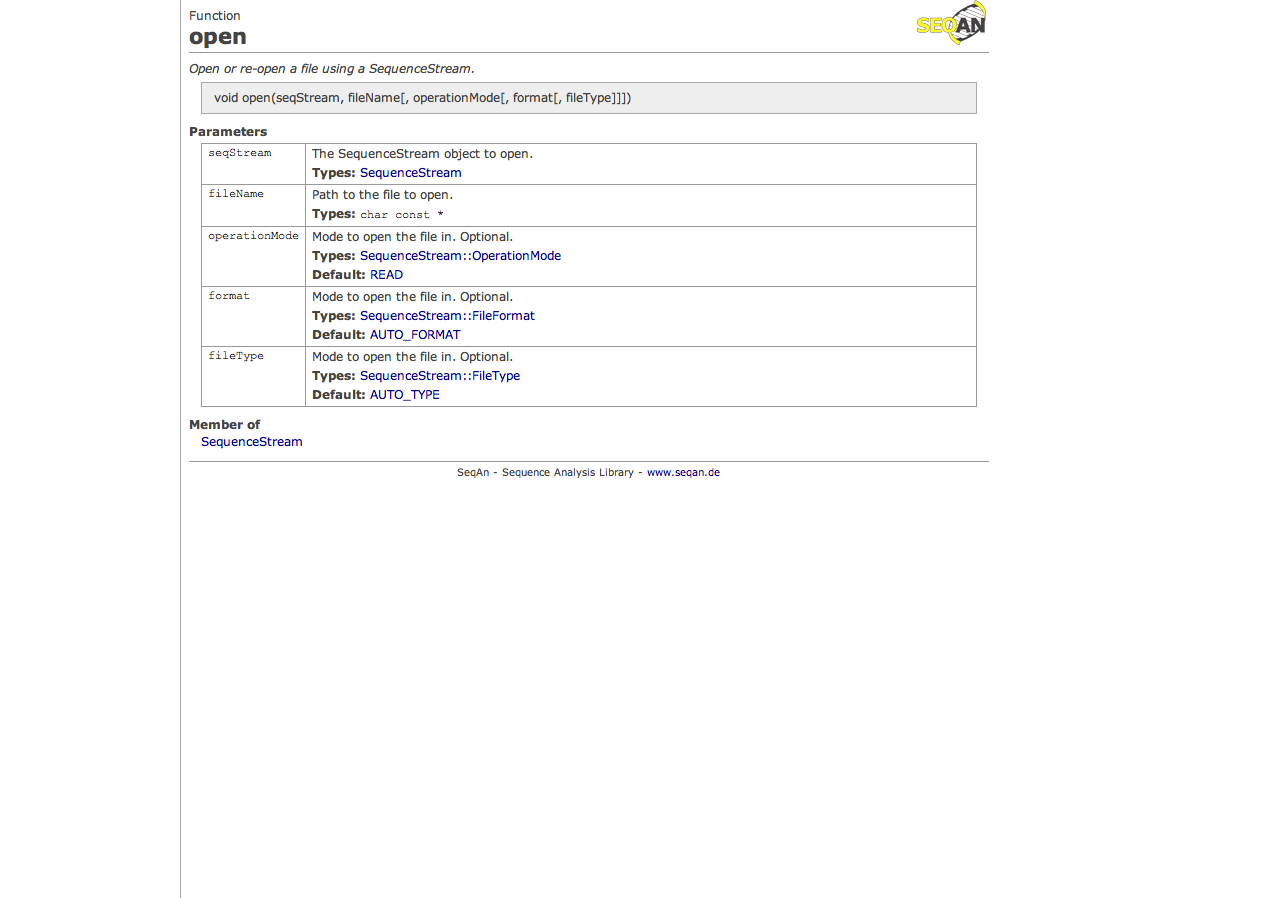 Function
open
SEQAN
Open or re-open a file using a SequenceStream.
void open(seqStream, fileName[, operationMode[, format[, fileType]]])
Parameters
seqStream
The SequenceStream object to open.
Types: SequenceStream
fileName
Path to the file to open.
Types: char const *
operationMode
Mode to open the file in. Optional.
Types: SequenceStream::OperationMode
Default: READ
format
Mode to open the file in. Optional.
Types: SequenceStream::FileFormat
Default: AUTO_FORMAT
fileType
Mode to open the file in. Optional.
Types: SequenceStream::FileType
Default: AUTO_TYPE
Member of
SequenceStream
SeqAn - Sequence Analysis Library - www.seqan.de